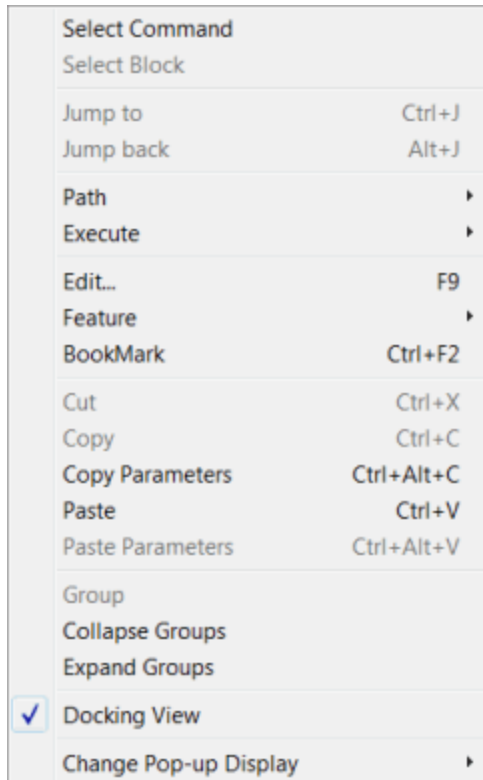 Select Command
Select Block
Jump to Ctrl+J
Jump back Alt+J
Path
Execute
Edit... F9
Feature
BookMark Ctrl+F2
Cut Ctrl+X
Copy Ctrl+C
Copy Parameters Ctrl+Alt+C
Paste Ctrl+V
Paste Parameters Ctrl+Alt+V
Group
Collapse Groups
Expand Groups
Docking View
Change Pop-up Display